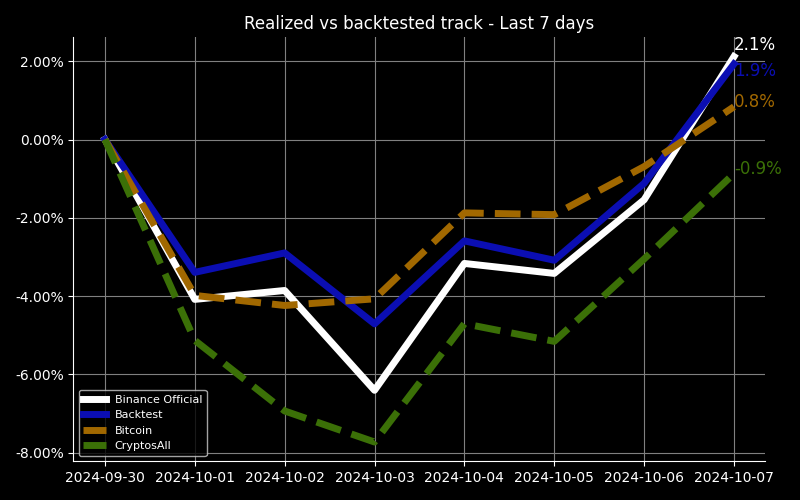 Realized vs backtested track - Last 7 days
2.1%
2.00%
1.9%
0.8%
0.00%
-0.9%
-2.00%
-4.00%
-6.00%
-8.00%
Binance Official
Backtest
Bitcoin
CryptosAll
2024-09-30 2024-10-01 2024-10-02 2024-10-03 2024-10-04 2024-10-05 2024-10-06 2024-10-07